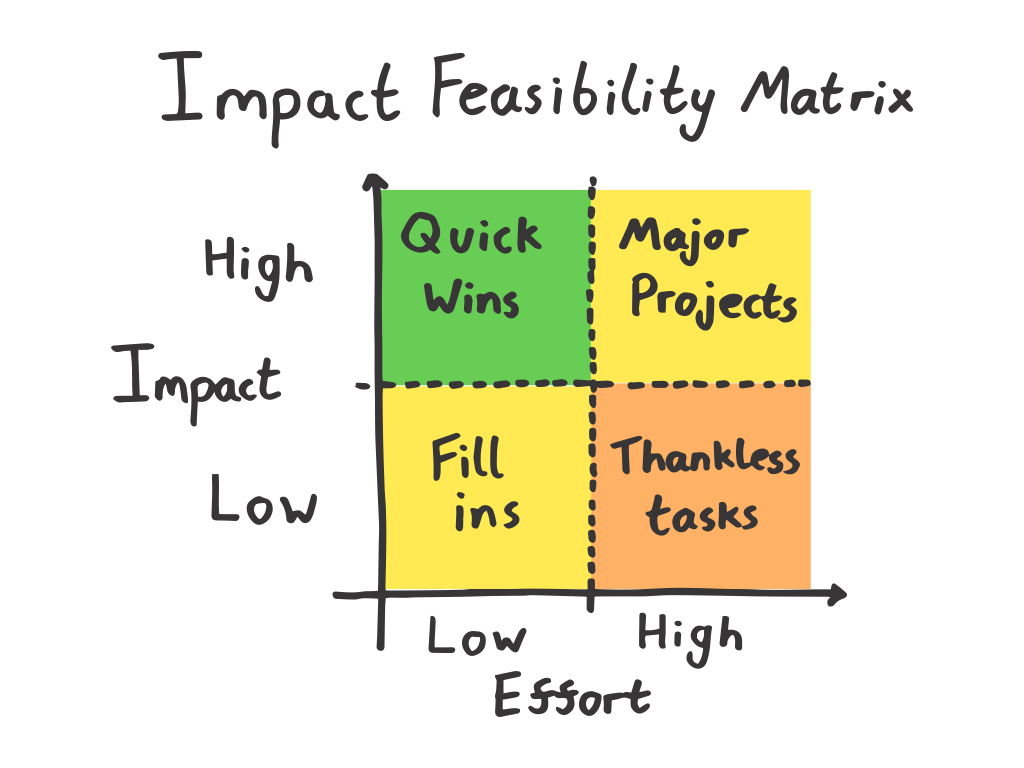 Impact Feasibility Matrix
High
Quick
Wins
Major
Projects
Impact
Low
Fill
ins
Thankless
tasks
Low
High
Effort